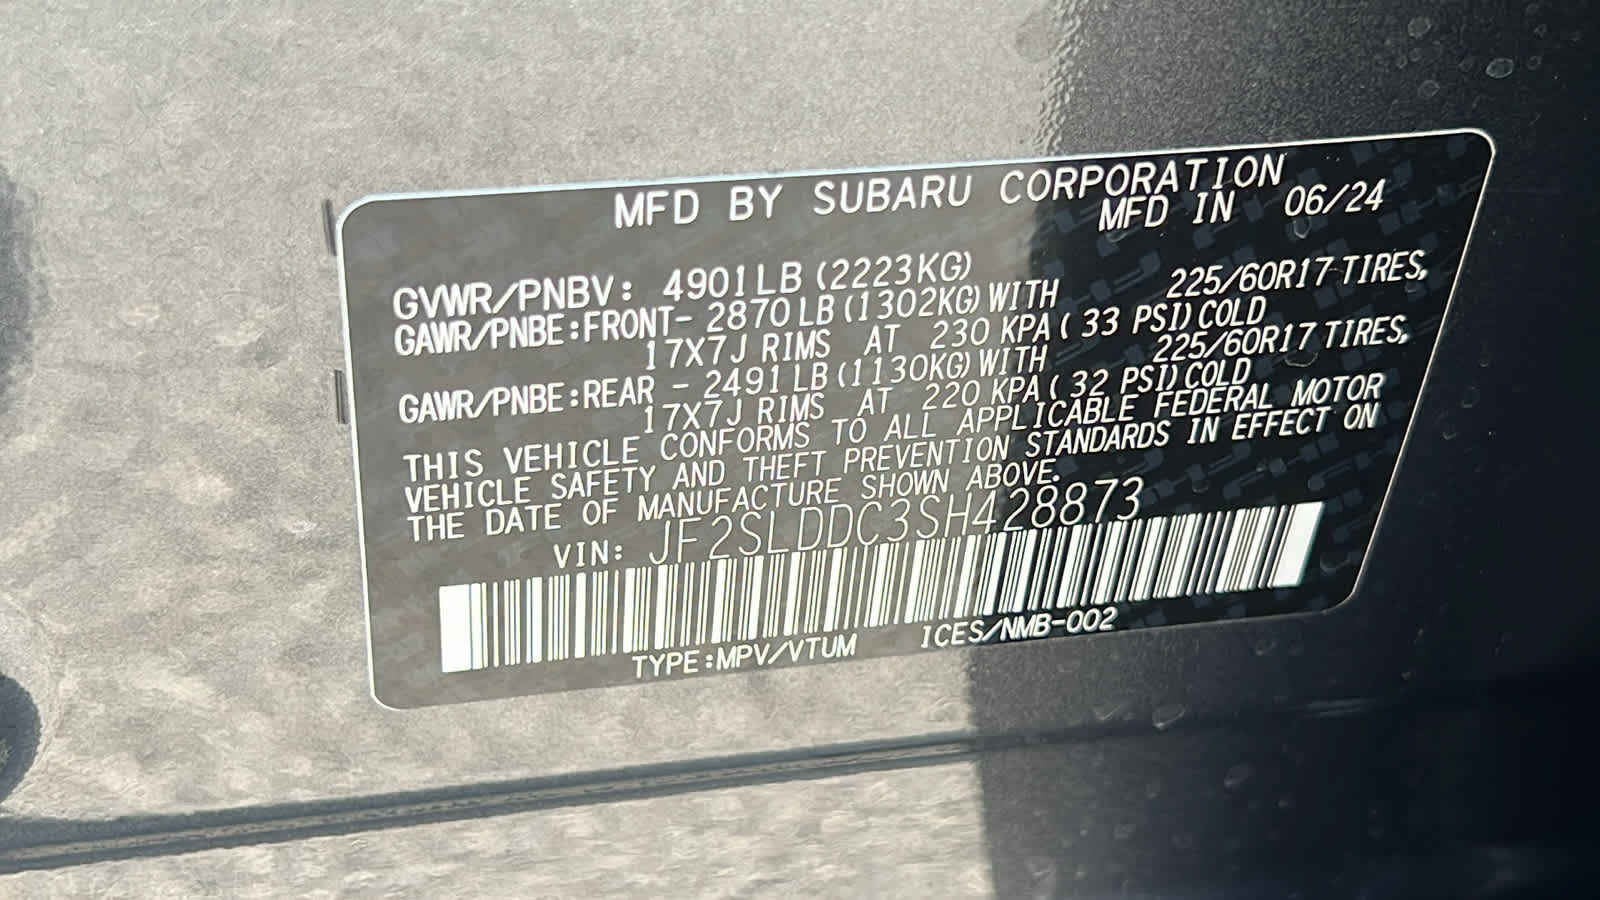 MFD BY SUBARU CORPORATION
MFD IN 06/24
GVWR/PNBV: 4901LB (2223KG)
GAWR/PNBE:FRONT- 2870LB(1302KG)WITH 225/60R17 TIRES,
17X7J RIMS AT 230 KPA( 33 PSI)COLD
GAWR/PNBE:REAR - 2491LB(1130KG)WITH 225/60R17 TIRES,
17X7J RIMS AT 220 KPA( 32 PSI)COLD
THIS VEHICLE CONFORMS TO ALL APPLICABLE FEDERAL MOTOR
VEHICLE SAFETY AND THEFT PREVENTION STANDARDS IN EFFECT ON
THE DATE OF MANUFACTURE SHOWN ABOVE.
VIN: JF2SLDDC3SH428873
TYPE:MPV/VTUM ICES/NMB-002